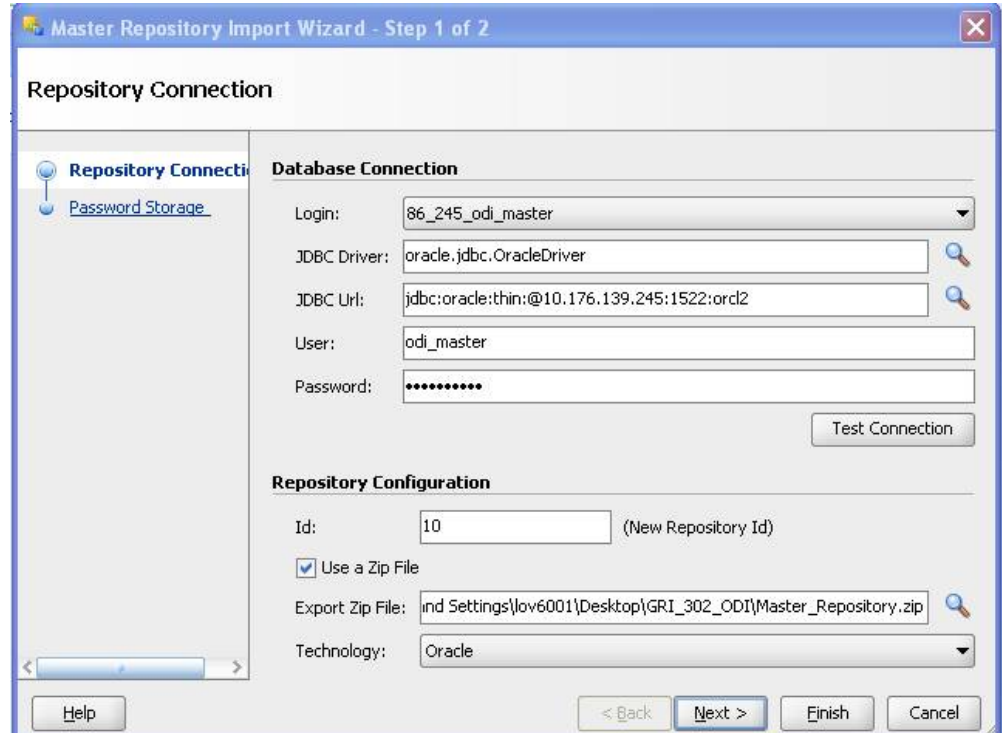 Master Repository Import Wizard - Step 1 of 2
Repository Connection
Repository Connecti
Password Storage
Database Connection
Login: 86_245_odi_master
JDBC Driver: oracle.jdbc.OracleDriver
JDBC Url: jdbc:oracle:thin:@10.176.139.245:1522:orcl2
User: odi_master
Password: ••••••••••
Test Connection
Repository Configuration
Id: 10 (New Repository Id)
Use a Zip File
Export Zip File: and Settings\lov6001\Desktop\GRI_302_ODI\Master_Repository.zip
Technology: Oracle
Help < Back Next > Finish Cancel